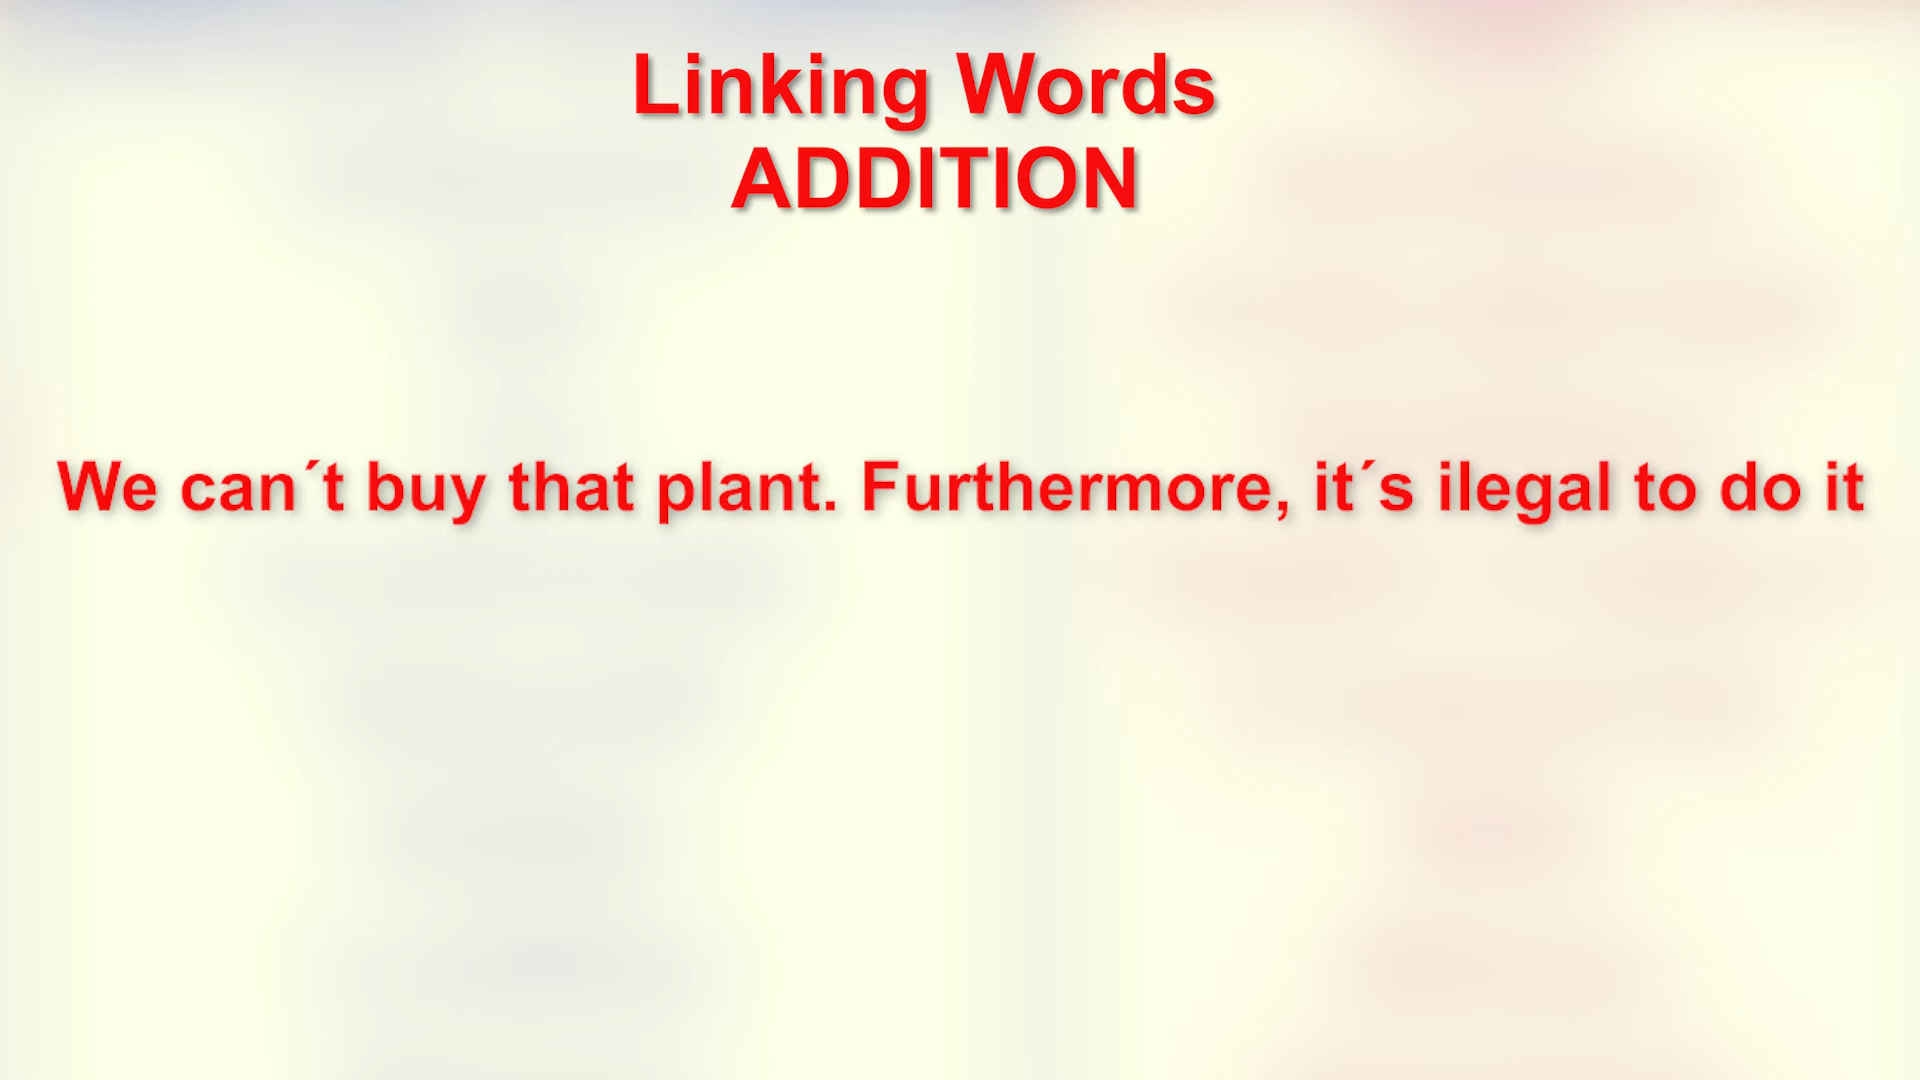 Linking Words
ADDITION
We can´t buy that plant. Furthermore, it´s ilegal to do it